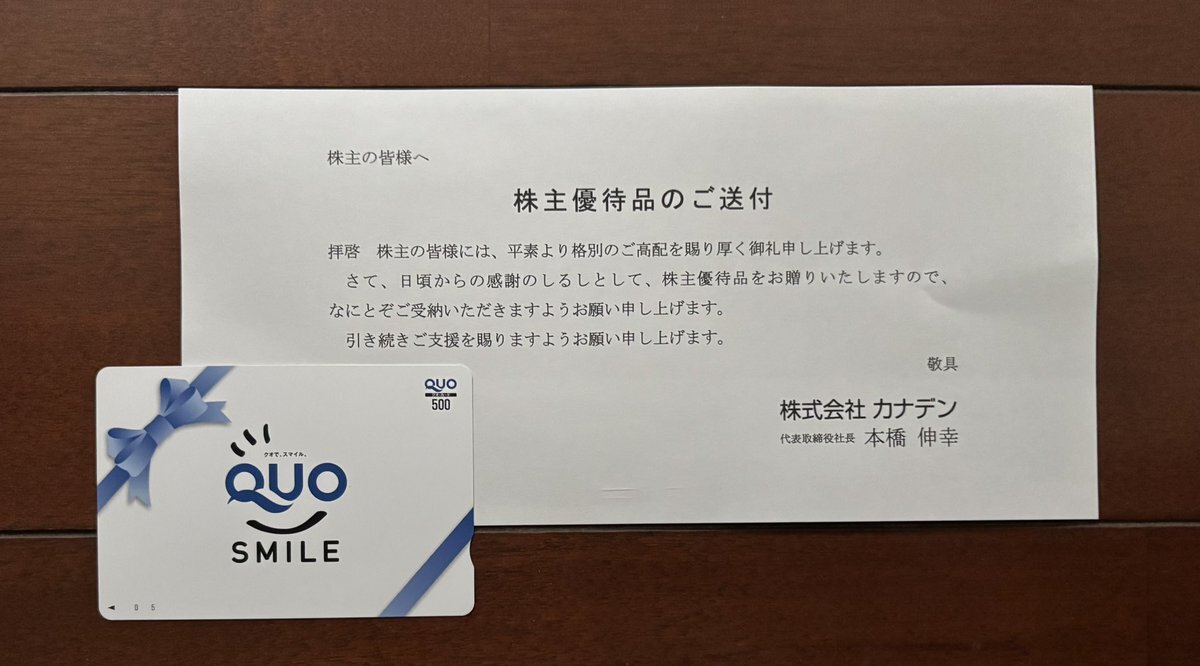 株主の皆様へ
株主優待品のご送付
拝啓　株主の皆様には、平素より格別のご高配を賜り厚く御礼申し上げます。
さて、日頃からの感謝のしるしとして、株主優待品をお贈りいたしますので、
なにとぞご受納いただきますようお願い申し上げます。
引き続きご支援を賜りますようお願い申し上げます。
敬具
株式会社 カナデン
代表取締役社長 本橋 伸幸
QUO
クオ・カード
500
クオで、スマイル。
QUO
SMILE
◀ 0 5